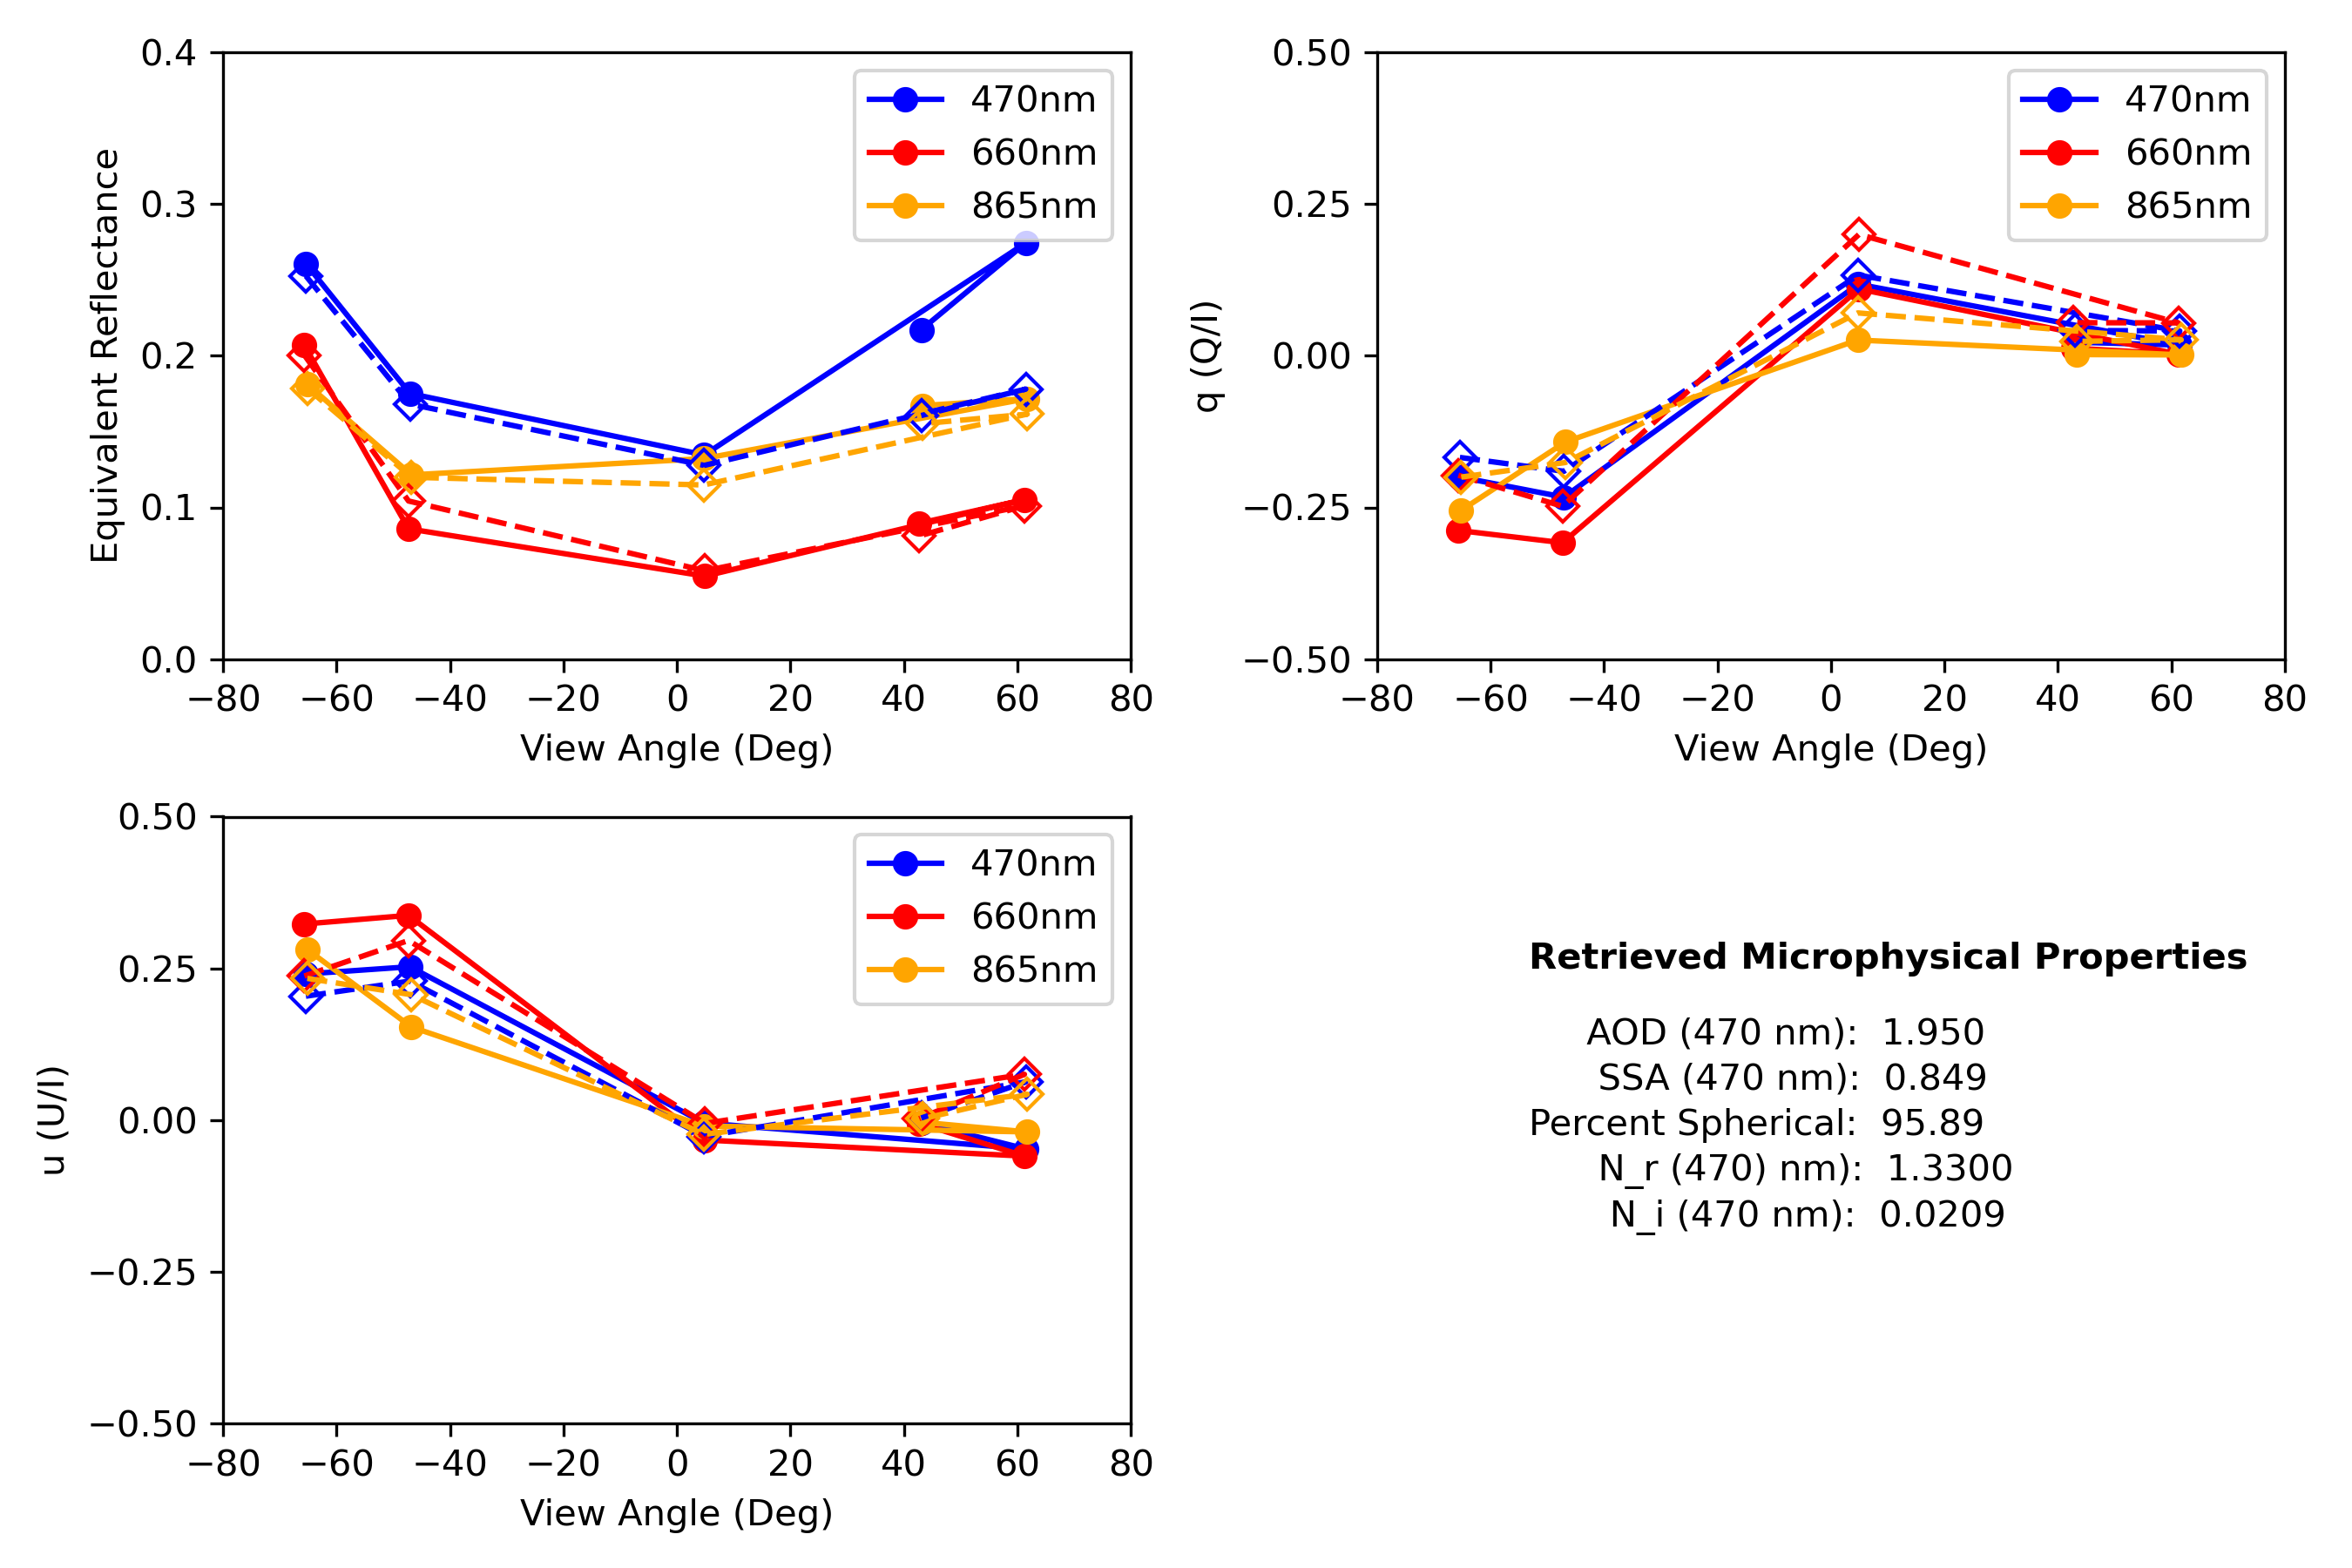 0.4
0.3
0.2
0.1
0.0
Equivalent Reflectance
−80 −60 −40 −20 0 20 40 60 80
View Angle (Deg)
470nm
660nm
865nm
0.50
0.25
0.00
−0.25
−0.50
q (Q/I)
−80 −60 −40 −20 0 20 40 60 80
View Angle (Deg)
470nm
660nm
865nm
0.50
0.25
0.00
−0.25
−0.50
u (U/I)
−80 −60 −40 −20 0 20 40 60 80
View Angle (Deg)
470nm
660nm
865nm
Retrieved Microphysical Properties
AOD (470 nm): 1.950
SSA (470 nm): 0.849
Percent Spherical: 95.89
N_r (470) nm): 1.3300
N_i (470 nm): 0.0209